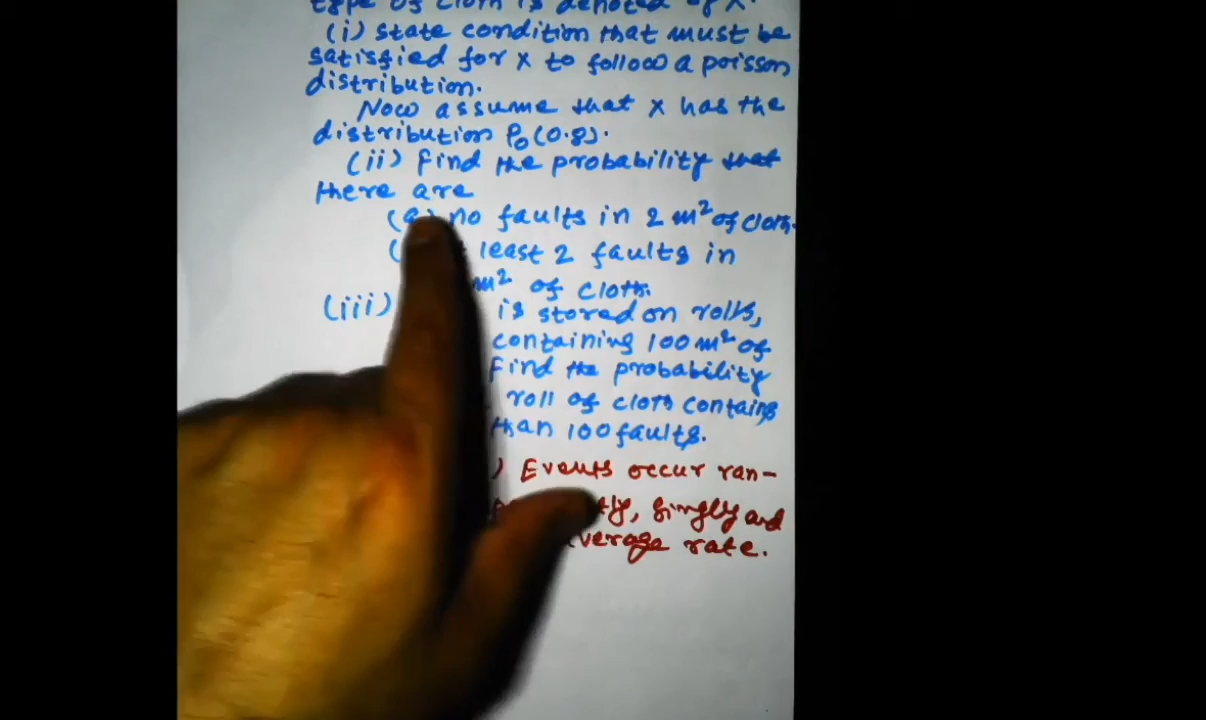 type of cloth is denoted by X.
(i) state condition that must be
satisfied for X to follow a poisson
distribution.
Now assume that X has the
distribution Po(0.8).
(ii) Find the probability that
there are
(a) no faults in 2 m² of cloth.
least 2 faults in
m² of cloth.
(iii) is stored on rolls,
containing 100 m² of
Find the probability
roll of cloth contains
than 100 faults.
) Events occur ran-
singly and
average rate.